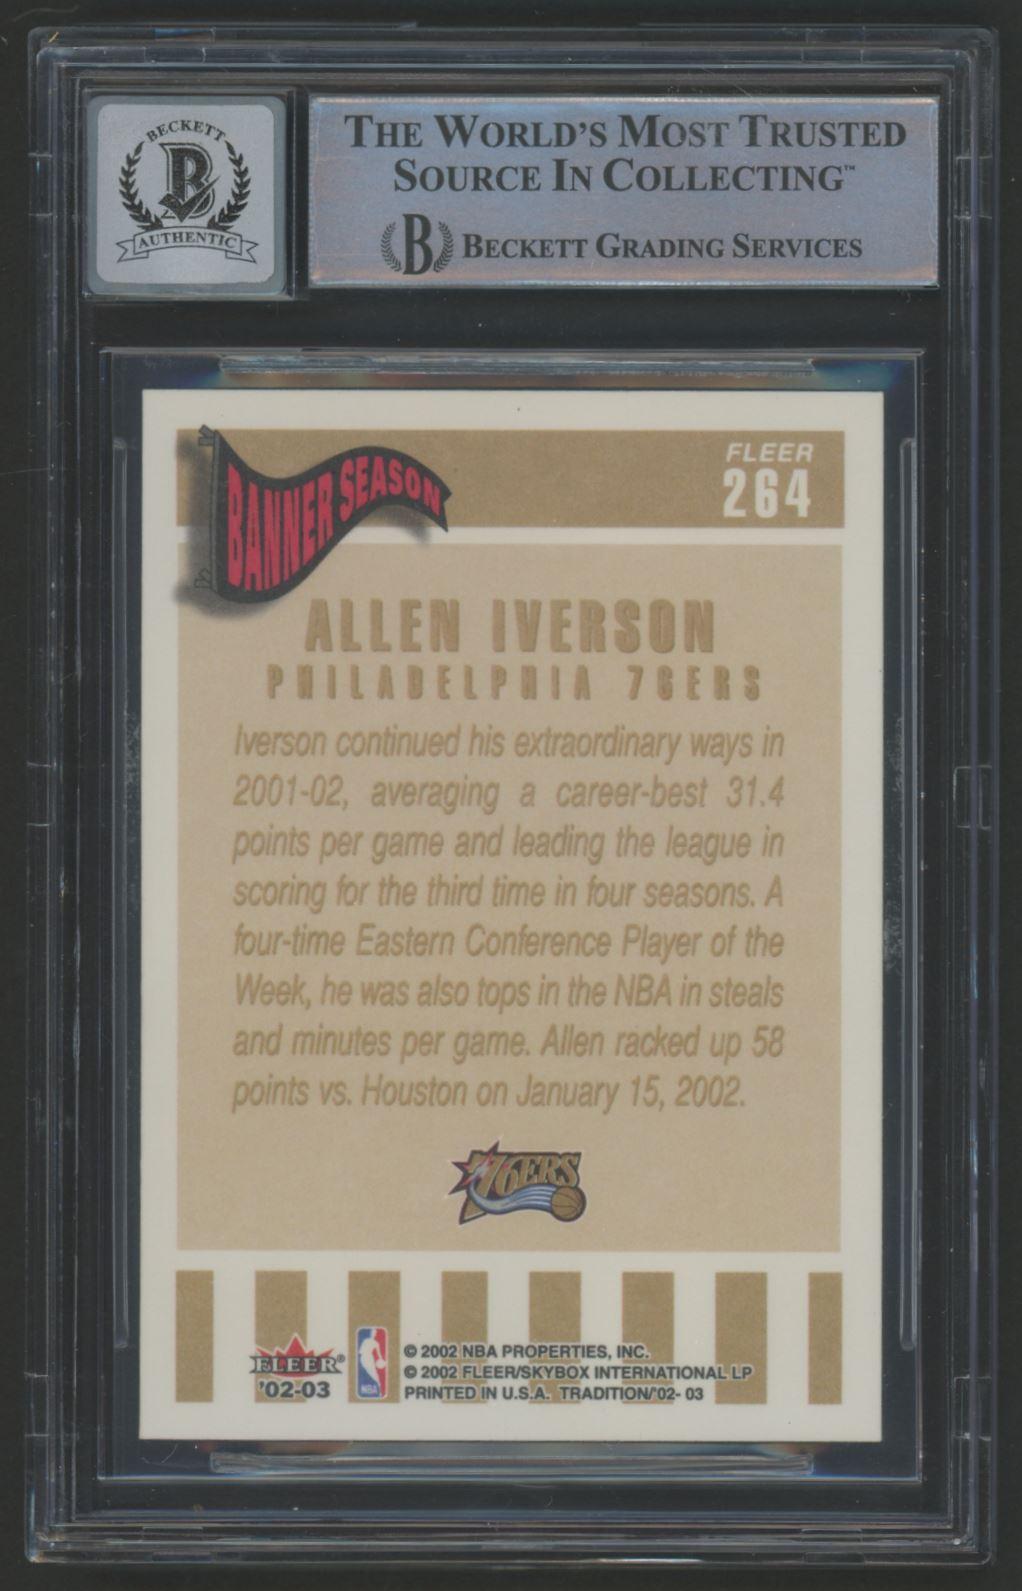 BECKETT
B
AUTHENTIC
THE WORLD'S MOST TRUSTED
SOURCE IN COLLECTING™
B BECKETT GRADING SERVICES
BANNER SEASON
FLEER
264
ALLEN IVERSON
PHILADELPHIA 76ERS
Iverson continued his extraordinary ways in
2001-02, averaging a career-best 31.4
points per game and leading the league in
scoring for the third time in four seasons. A
four-time Eastern Conference Player of the
Week, he was also tops in the NBA in steals
and minutes per game. Allen racked up 58
points vs. Houston on January 15, 2002.
76ERS
FLEER®
'02-03
NBA
© 2002 NBA PROPERTIES, INC.
© 2002 FLEER/SKYBOX INTERNATIONAL LP
PRINTED IN U.S.A. TRADITION/'02- 03